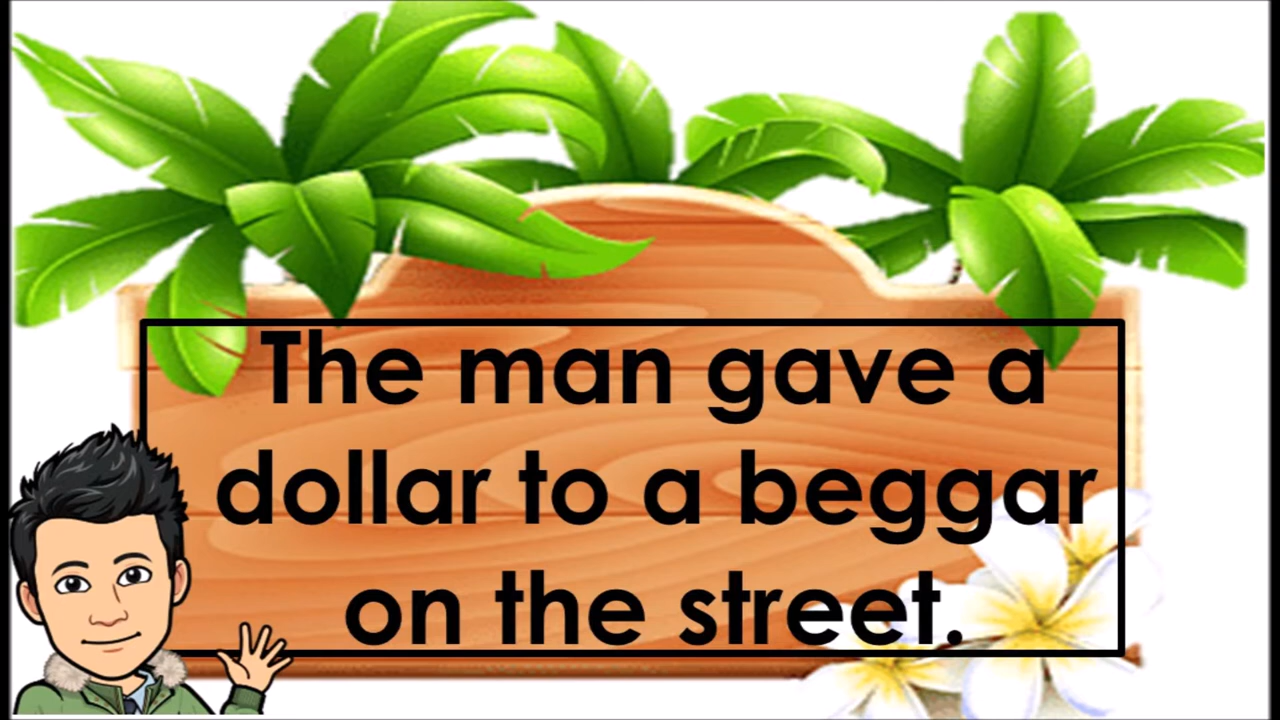 The man gave a
dollar to a beggar
on the street.